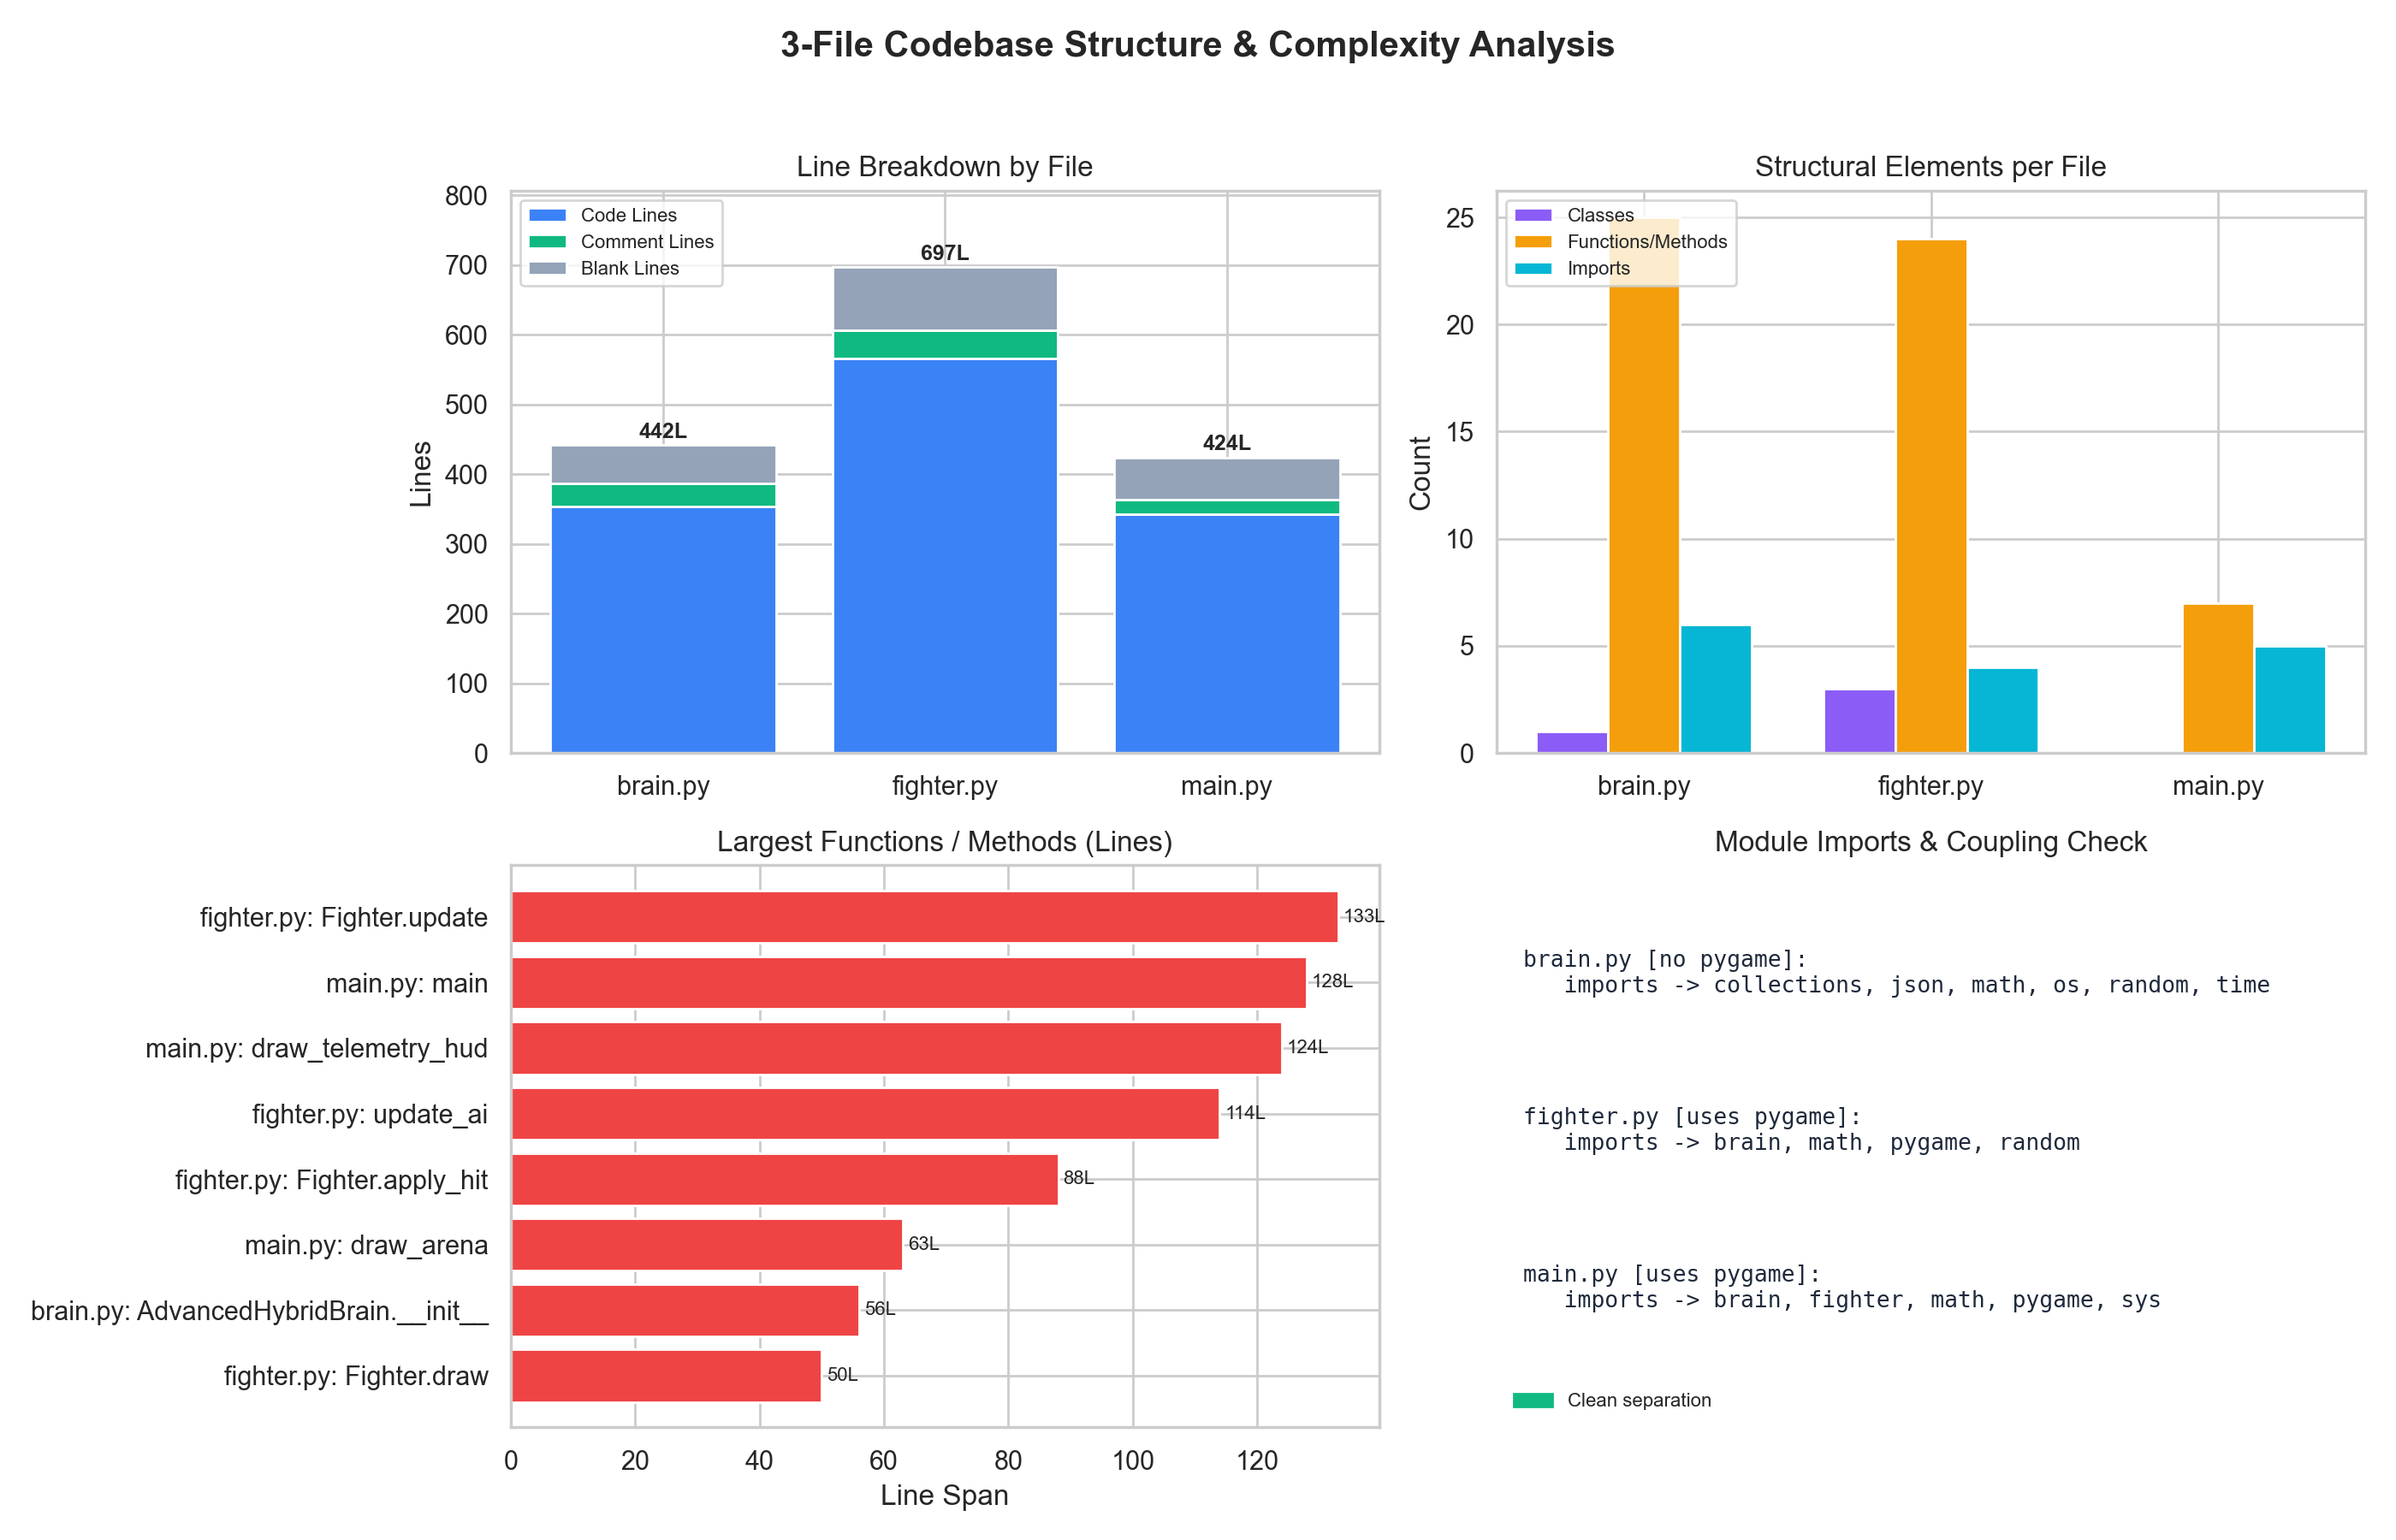 3-File Codebase Structure & Complexity Analysis
Line Breakdown by File
800
700
600
500
400
300
200
100
0
Lines
Code Lines
Comment Lines
Blank Lines
442L
697L
424L
brain.py
fighter.py
main.py
Structural Elements per File
25
20
15
10
5
0
Count
Classes
Functions/Methods
Imports
brain.py
fighter.py
main.py
Largest Functions / Methods (Lines)
fighter.py: Fighter.update
133L
main.py: main
128L
main.py: draw_telemetry_hud
124L
fighter.py: update_ai
114L
fighter.py: Fighter.apply_hit
88L
main.py: draw_arena
63L
brain.py: AdvancedHybridBrain.__init__
56L
fighter.py: Fighter.draw
50L
0
20
40
60
80
100
120
Line Span
Module Imports & Coupling Check
brain.py [no pygame]:
imports -> collections, json, math, os, random, time
fighter.py [uses pygame]:
imports -> brain, math, pygame, random
main.py [uses pygame]:
imports -> brain, fighter, math, pygame, sys
Clean separation